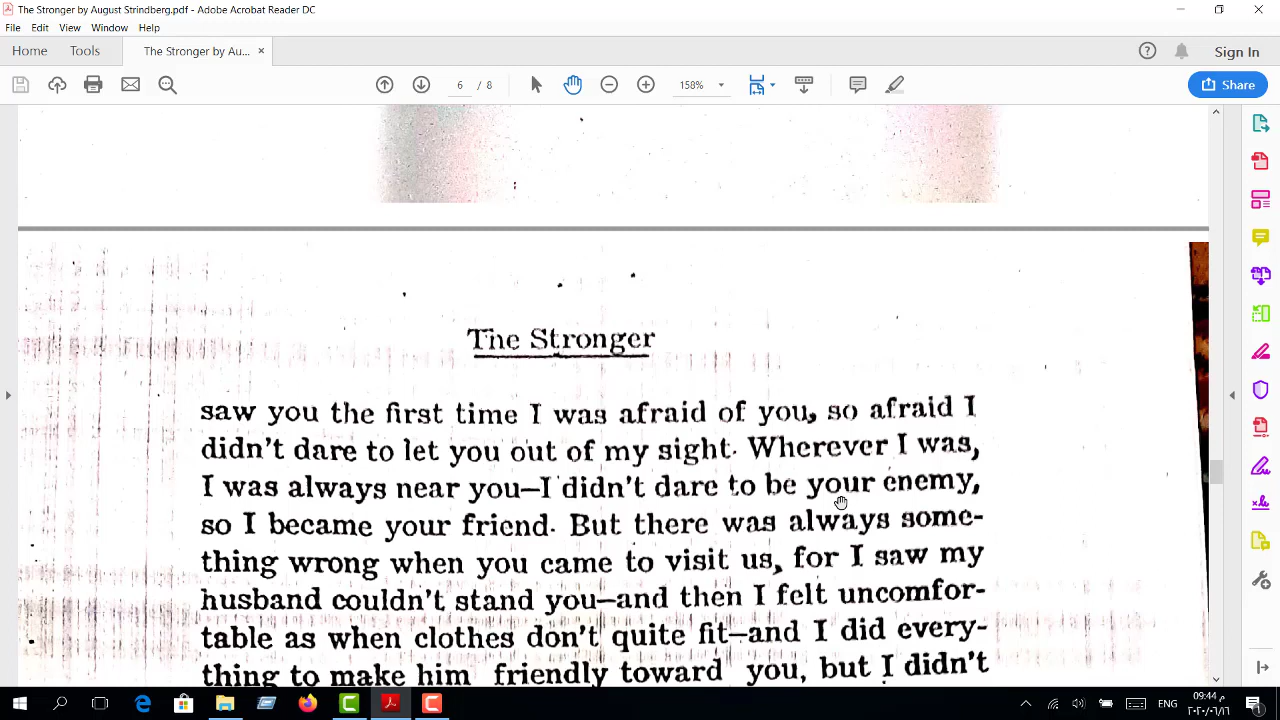 The Stronger by August Strindberg.pdf - Adobe Acrobat Reader DC
File Edit View Window Help
Home Tools The Stronger by Au... × Sign In
6 / 8 158% Share
The Stronger
saw you the first time I was afraid of you, so afraid I
didn't dare to let you out of my sight. Wherever I was,
I was always near you—I didn't dare to be your enemy,
so I became your friend. But there was always some-
thing wrong when you came to visit us, for I saw my
husband couldn't stand you—and then I felt uncomfor-
table as when clothes don't quite fit—and I did every-
thing to make him friendly toward you, but I didn't
ENG 09:44 م
٢٠٢٠/٠٦/١٦